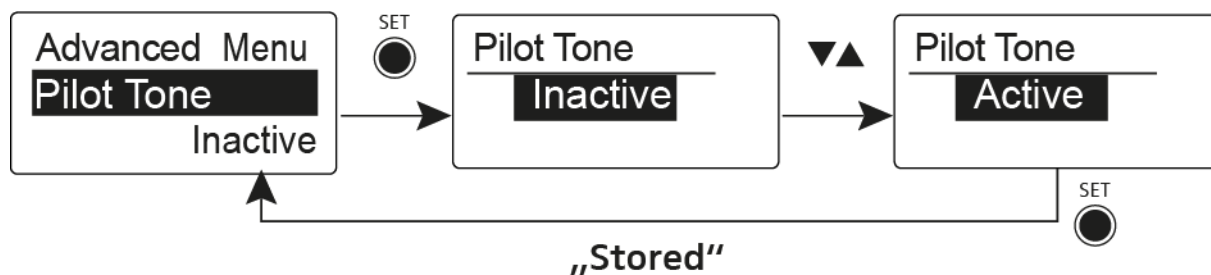 Advanced Menu
Pilot Tone
Inactive
SET
Pilot Tone
Inactive
▼▲
Pilot Tone
Active
SET
„Stored“